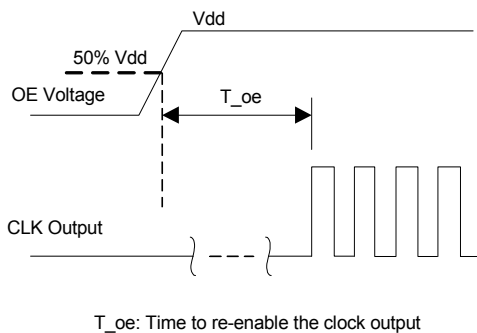 Vdd
50% Vdd
T_oe
OE Voltage
CLK Output
T_oe: Time to re-enable the clock output